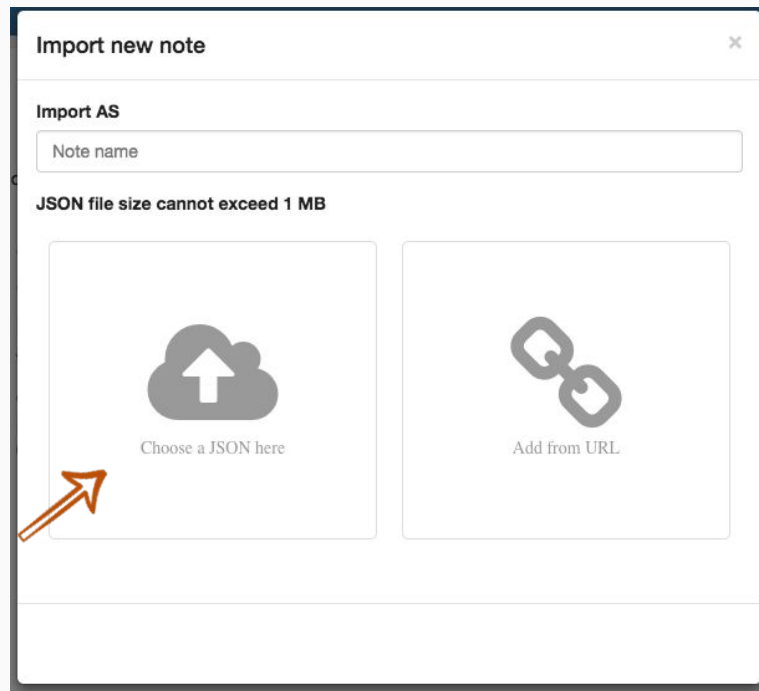 Import new note
×
Import AS
Note name
JSON file size cannot exceed 1 MB
Choose a JSON here
Add from URL